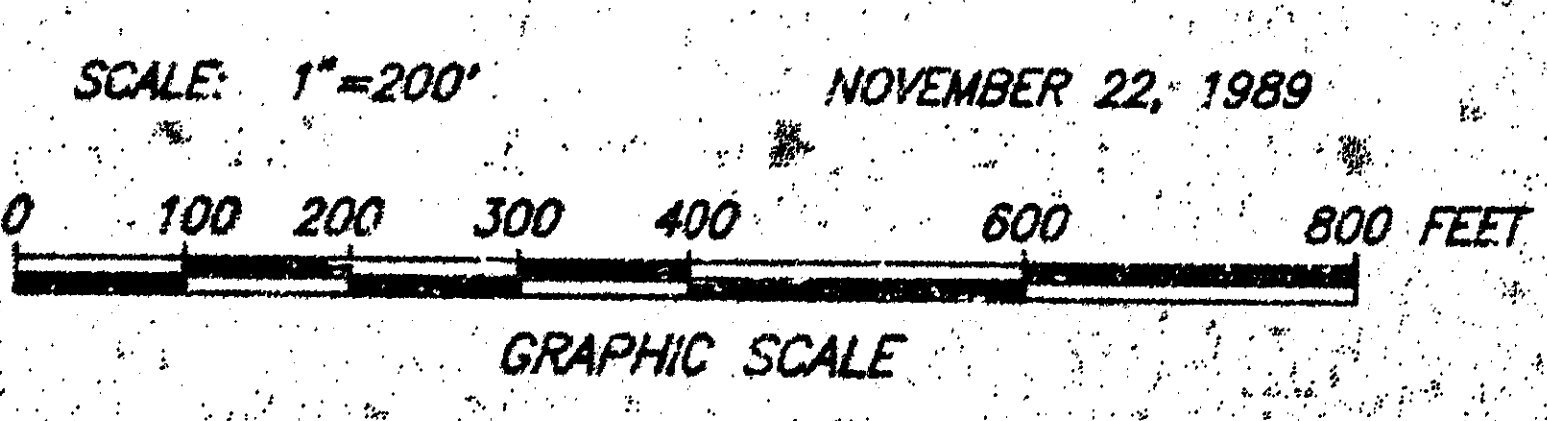 SCALE: 1"=200' NOVEMBER 22, 1989
0 100 200 300 400 600 800 FEET
GRAPHIC SCALE